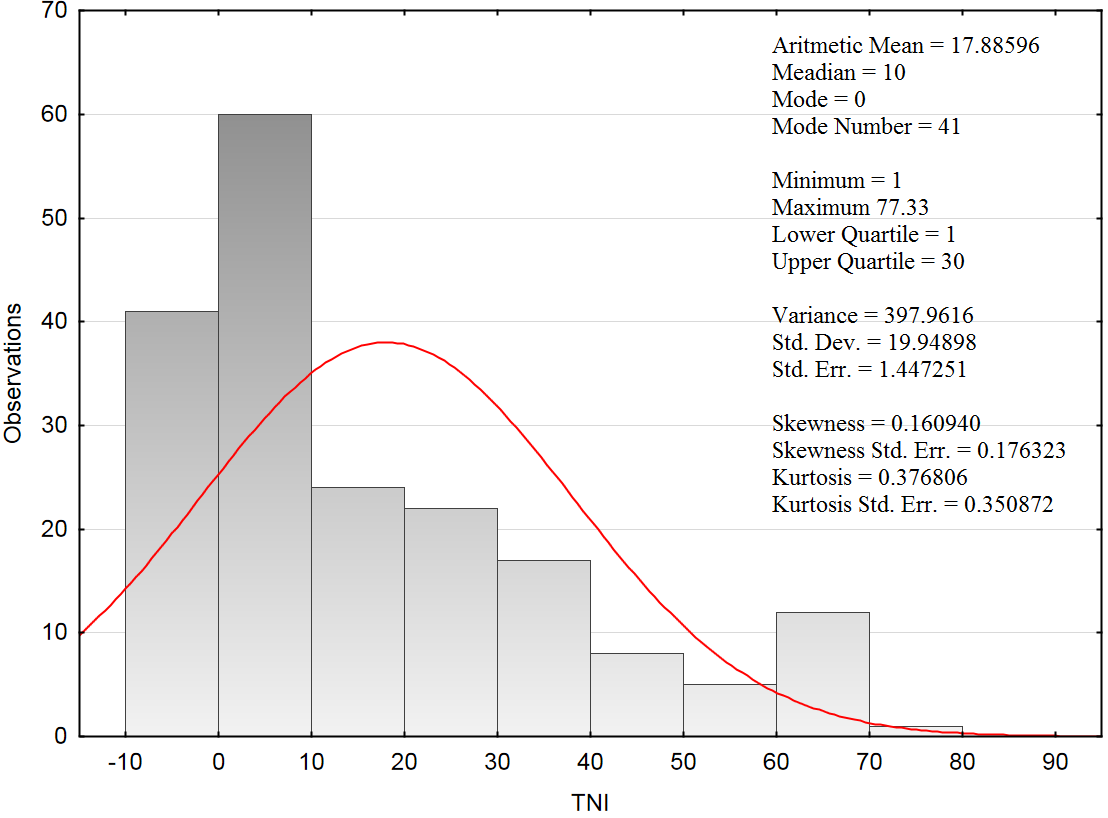 70
60
50
40
30
20
10
0
Observations
Aritmetic Mean = 17.88596
Meadian = 10
Mode = 0
Mode Number = 41
Minimum = 1
Maximum 77.33
Lower Quartile = 1
Upper Quartile = 30
Variance = 397.9616
Std. Dev. = 19.94898
Std. Err. = 1.447251
Skewness = 0.160940
Skewness Std. Err. = 0.176323
Kurtosis = 0.376806
Kurtosis Std. Err. = 0.350872
-10 0 10 20 30 40 50 60 70 80 90
TNI